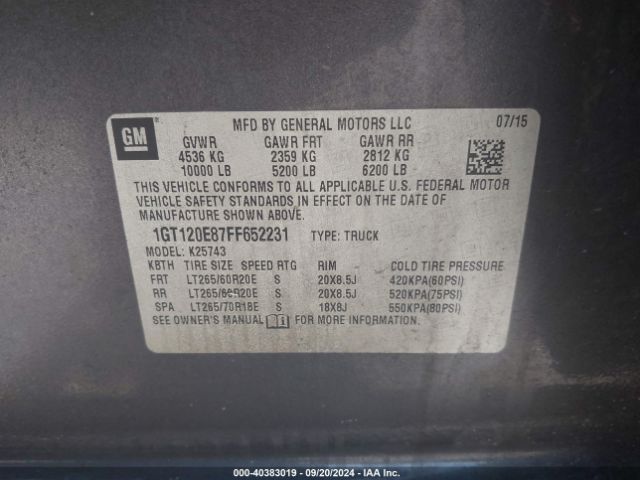 GM
MFD BY GENERAL MOTORS LLC 07/15
GVWR GAWR FRT GAWR RR
4536 KG 2359 KG 2812 KG
10000 LB 5200 LB 6200 LB
THIS VEHICLE CONFORMS TO ALL APPLICABLE U.S. FEDERAL MOTOR
VEHICLE SAFETY STANDARDS IN EFFECT ON THE DATE OF
MANUFACTURE SHOWN ABOVE.
1GT120E87FF652231 TYPE: TRUCK
MODEL: K25743
KBTH TIRE SIZE SPEED RTG RIM COLD TIRE PRESSURE
FRT LT265/60R20E S 20X8.5J 420KPA(60PSI)
RR LT265/60R20E S 20X8.5J 520KPA(75PSI)
SPA LT265/70R18E S 18X8J 550KPA(80PSI)
SEE OWNER'S MANUAL FOR MORE INFORMATION.
000-40383019 - 09/20/2024 - IAA Inc.